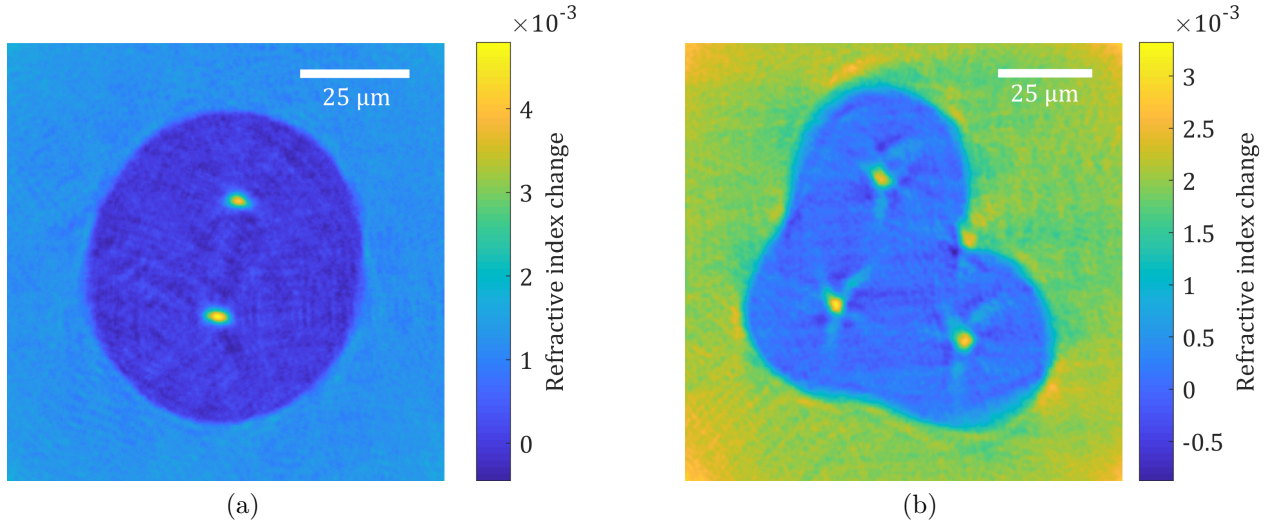 ×10⁻³
25 μm
4
3
2
1
0
Refractive index change
(a)
×10⁻³
25 μm
3
2.5
2
1.5
1
0.5
0
-0.5
Refractive index change
(b)